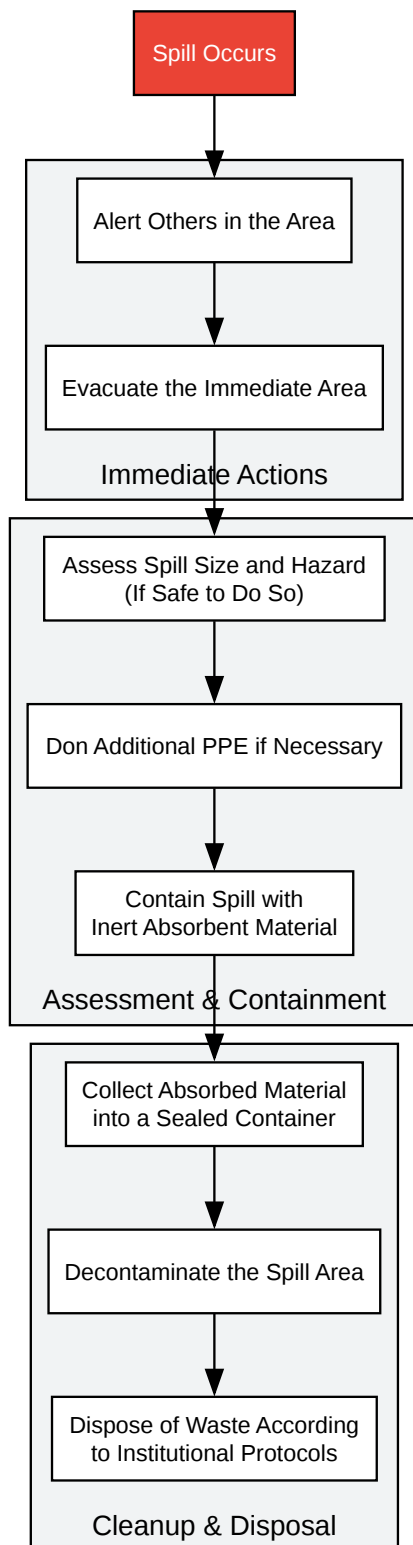 Spill Occurs
Alert Others in the Area
Evacuate the Immediate Area
Immediate Actions
Assess Spill Size and Hazard
(If Safe to Do So)
Don Additional PPE if Necessary
Contain Spill with
Inert Absorbent Material
Assessment & Containment
Collect Absorbed Material
into a Sealed Container
Decontaminate the Spill Area
Dispose of Waste According
to Institutional Protocols
Cleanup & Disposal